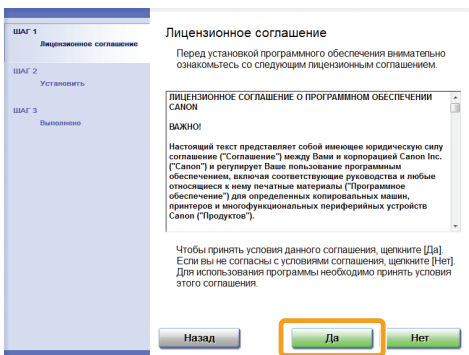 ШАГ 1
Лицензионное соглашение
ШАГ 2
Установить
ШАГ 3
Выполнено
Лицензионное соглашение
Перед установкой программного обеспечения внимательно
ознакомьтесь со следующим лицензионным соглашением.
ЛИЦЕНЗИОННОЕ СОГЛАШЕНИЕ О ПРОГРАММНОМ ОБЕСПЕЧЕНИИ
CANON
ВАЖНО!
Настоящий текст представляет собой имеющее юридическую силу
соглашение ("Соглашение") между Вами и корпорацией Canon Inc.
("Canon") и регулирует Ваше пользование программным
обеспечением, включая соответствующие руководства и любые
относящиеся к нему печатные материалы ("Программное
обеспечение") для определенных копировальных машин,
принтеров и многофункциональных периферийных устройств
Canon ("Продуктов").
Чтобы принять условия данного соглашения, щелкните [Да].
Если вы не согласны с условиями соглашения, щелкните [Нет].
Для использования программы необходимо принять условия
этого соглашения.
Назад
Да
Нет